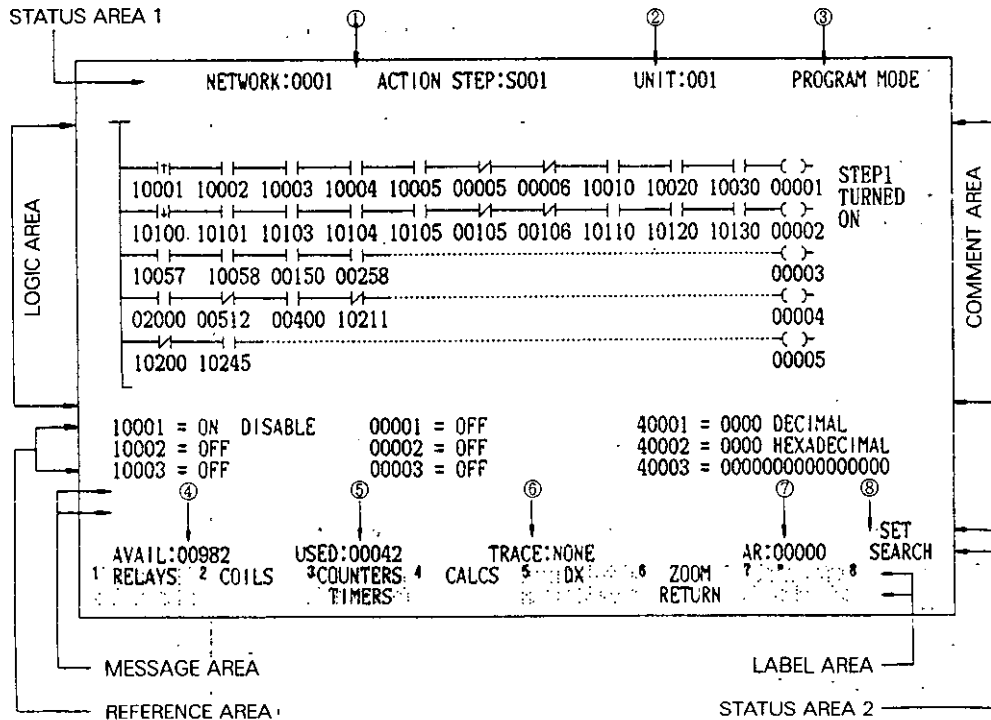 STATUS AREA 1
① ② ③
NETWORK:0001 ACTION STEP:S001 UNIT:001 PROGRAM MODE
10001 10002 10003 10004 10005 00005 00006 10010 10020 10030 00001
STEP1
TURNED
ON
10100 10101 10103 10104 10105 00105 00106 10110 10120 10130 00002
10057 10058 00150 00258 00003
02000 00512 00400 10211 00004
10200 10245 00005
LOGIC AREA
COMMENT AREA
10001 = ON DISABLE 00001 = OFF 40001 = 0000 DECIMAL
10002 = OFF 00002 = OFF 40002 = 0000 HEXADECIMAL
10003 = OFF 00003 = OFF 40003 = 0000000000000000
④ ⑤ ⑥ ⑦ ⑧
SET
AVAIL:00982 USED:00042 TRACE:NONE AR:00000 SEARCH
1 RELAYS 2 COILS 3 COUNTERS 4 CALCS 5 DX 6 ZOOM 7 8
TIMERS RETURN
MESSAGE AREA LABEL AREA
REFERENCE AREA STATUS AREA 2